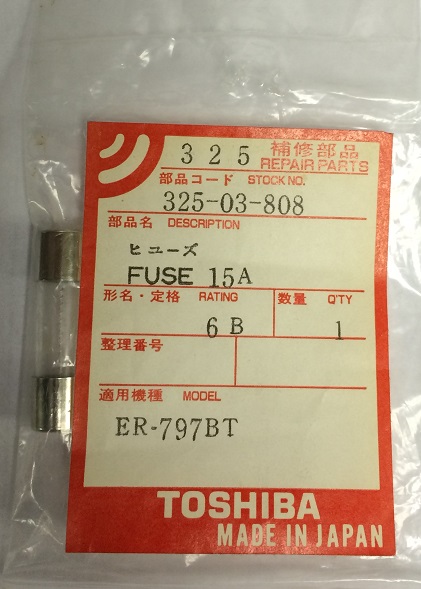 325 補修部品
REPAIR PARTS
部品コード STOCK NO.
325-03-808
部品名 DESCRIPTION
ヒューズ
FUSE 15A
形名・定格 RATING 数量 Q'TY
6B 1
整理番号
適用機種 MODEL
ER-797BT
TOSHIBA
MADE IN JAPAN